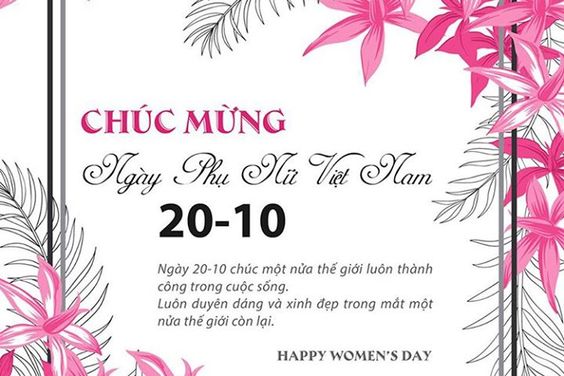 CHÚC MỪNG
Ngày Phụ Nữ Việt Nam
20-10
Ngày 20-10 chúc một nửa thế giới luôn thành
công trong cuộc sống.
Luôn duyên dáng và xinh đẹp trong mắt một
nửa thế giới còn lại.
HAPPY WOMEN'S DAY